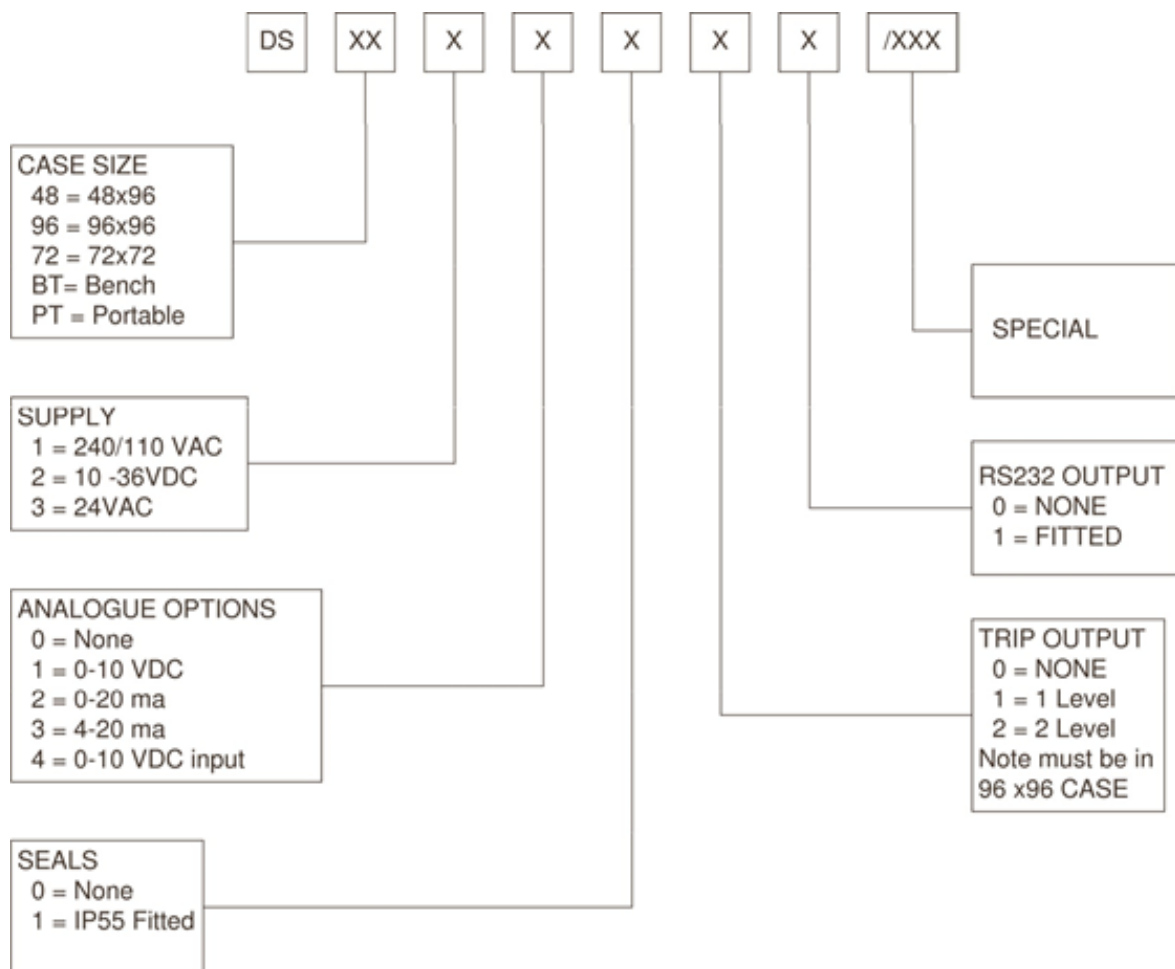 DS XX X X X X X /XXX
CASE SIZE
48 = 48x96
96 = 96x96
72 = 72x72
BT= Bench
PT = Portable
SUPPLY
1 = 240/110 VAC
2 = 10 -36VDC
3 = 24VAC
ANALOGUE OPTIONS
0 = None
1 = 0-10 VDC
2 = 0-20 ma
3 = 4-20 ma
4 = 0-10 VDC input
SEALS
0 = None
1 = IP55 Fitted
SPECIAL
RS232 OUTPUT
0 = NONE
1 = FITTED
TRIP OUTPUT
0 = NONE
1 = 1 Level
2 = 2 Level
Note must be in
96 x96 CASE